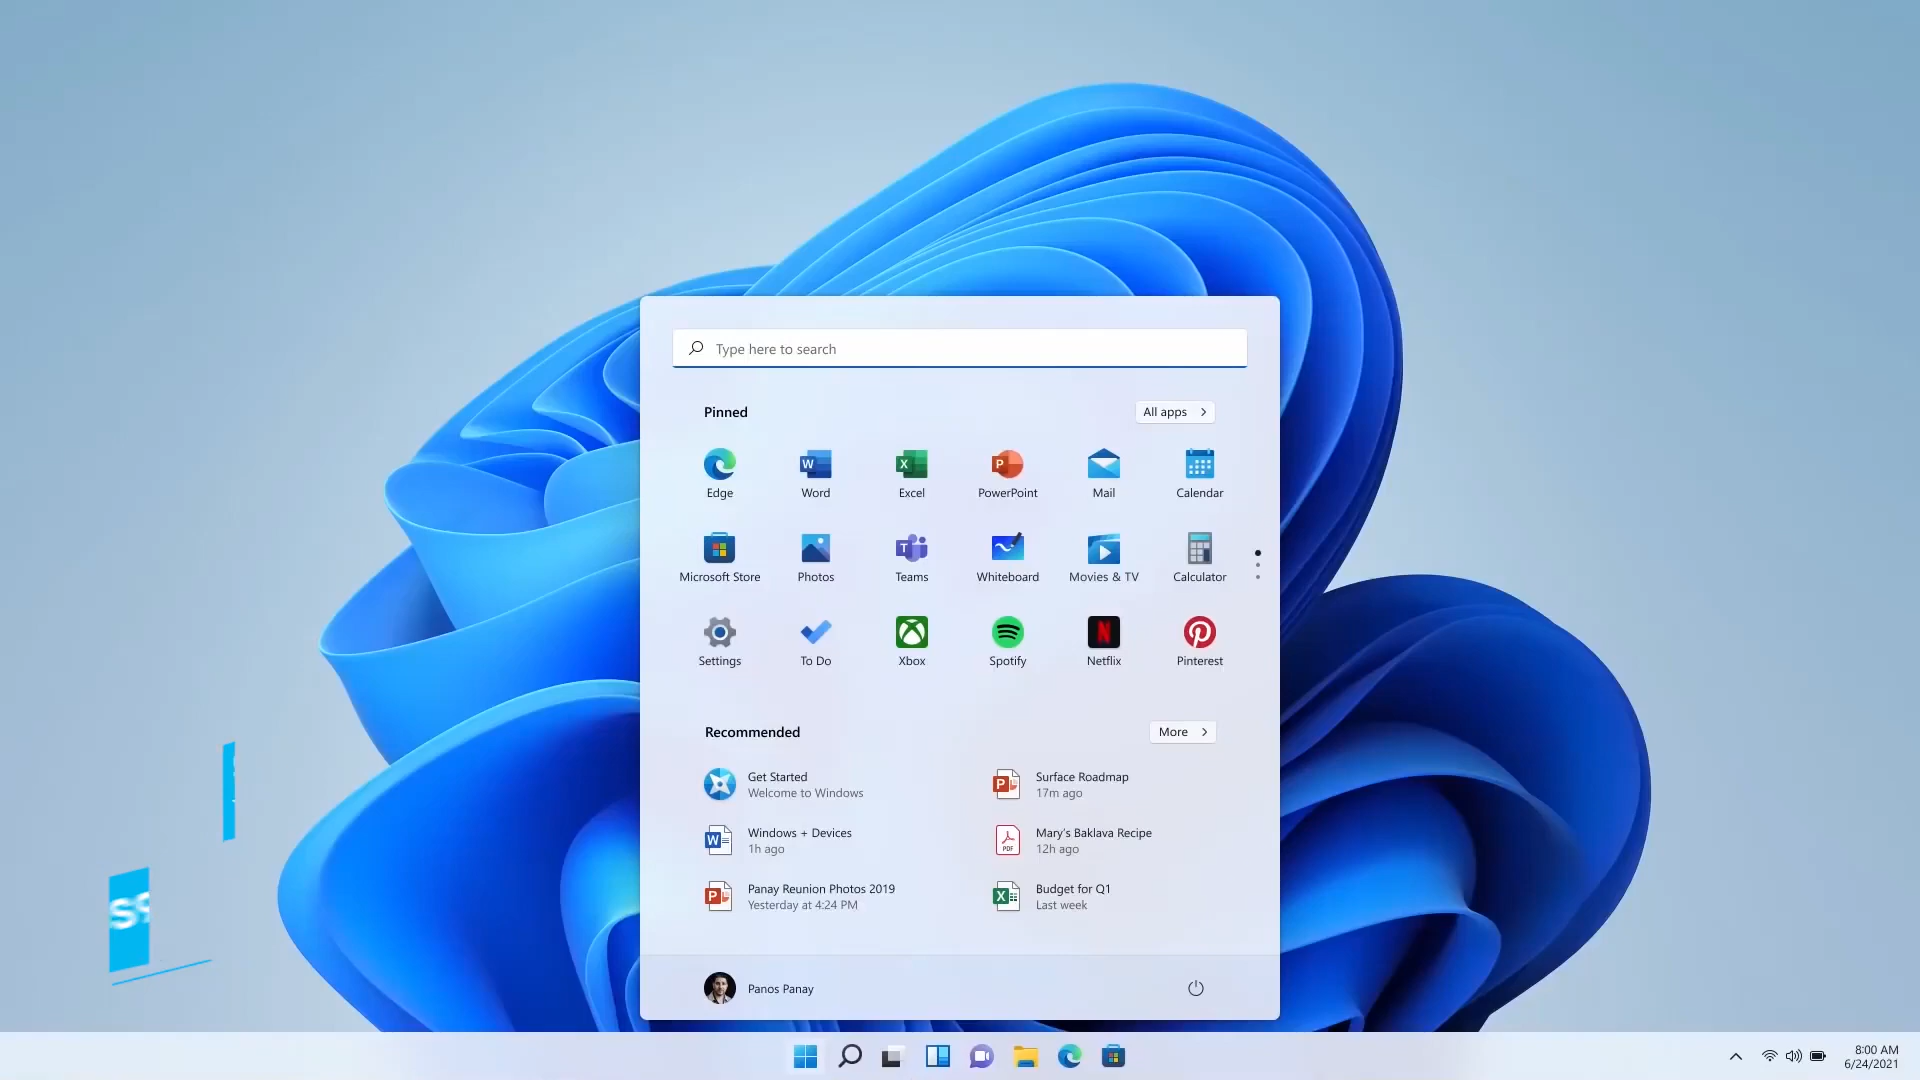 Type here to search
Pinned
All apps
Edge
Word
Excel
PowerPoint
Mail
Calendar
Microsoft Store
Photos
Teams
Whiteboard
Movies & TV
Calculator
Settings
To Do
Xbox
Spotify
Netflix
Pinterest
Recommended
More
Get Started
Welcome to Windows
Surface Roadmap
17m ago
Windows + Devices
1h ago
Mary's Baklava Recipe
12h ago
Panay Reunion Photos 2019
Yesterday at 4:24 PM
Budget for Q1
Last week
Panos Panay
8:00 AM
6/24/2021